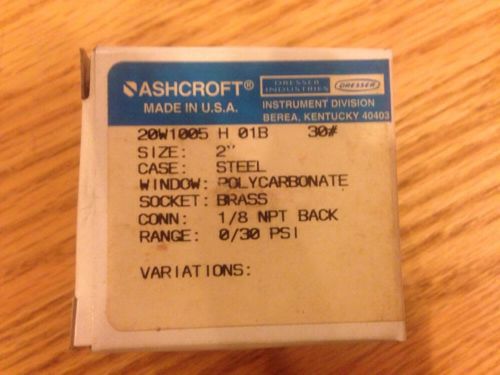 ASHCROFT®
MADE IN U.S.A.
DRESSER INDUSTRIES
DRESSER
INSTRUMENT DIVISION
BEREA, KENTUCKY 40403
20W1005 H 01B 30#
SIZE: 2"
CASE: STEEL
WINDOW: POLYCARBONATE
SOCKET: BRASS
CONN: 1/8 NPT BACK
RANGE: 0/30 PSI
VARIATIONS: